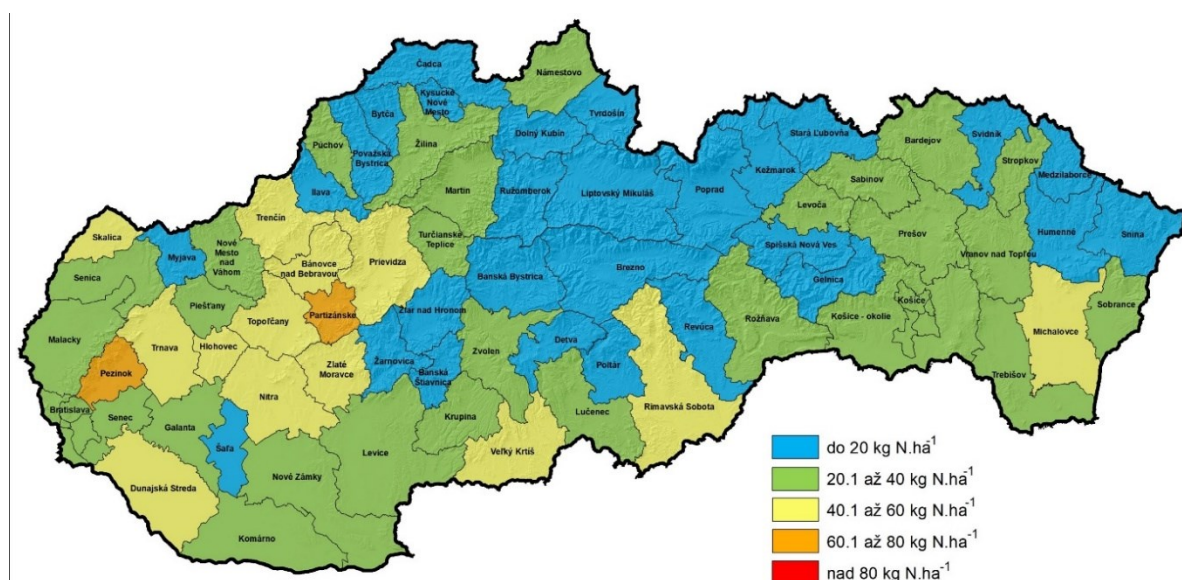 Čadca
Námestovo
Kysucké
Nové
Mesto
Bytča
Tvrdošín
Dolný Kubín
Stará Ľubovňa
Bardejov
Svidník
Púchov
Považská
Bystrica
Žilina
Stropkov
Medzilaborce
Kežmarok
Sabinov
Ilava
Martin
Ružomberok
Liptovský Mikuláš
Poprad
Levoča
Trenčín
Turčianske
Teplice
Prešov
Humenné
Snina
Skalica
Nové
Mesto
nad
Váhom
Myjava
Bánovce
nad Bebravou
Prievidza
Spišská Nová Ves
Vranov nad Topľou
Senica
Banská Bystrica
Brezno
Gelnica
Piešťany
Partizánske
Žiar nad Hronom
Košice
Sobrance
Topoľčany
Malacky
Trnava
Hlohovec
Zvolen
Detva
Revúca
Rožňava
Košice - okolie
Michalovce
Zlaté
Moravce
Žarnovica
Banská
Štiavnica
Poltár
Pezinok
Nitra
Trebišov
Bratislava
Senec
Krupina
Lučenec
Rimavská Sobota
Galanta
Šaľa
Levice
Veľký Krtíš
Nové Zámky
Dunajská Streda
Komárno
do 20 kg N.ha-1
20.1 až 40 kg N.ha-1
40.1 až 60 kg N.ha-1
60.1 až 80 kg N.ha-1
nad 80 kg N.ha-1